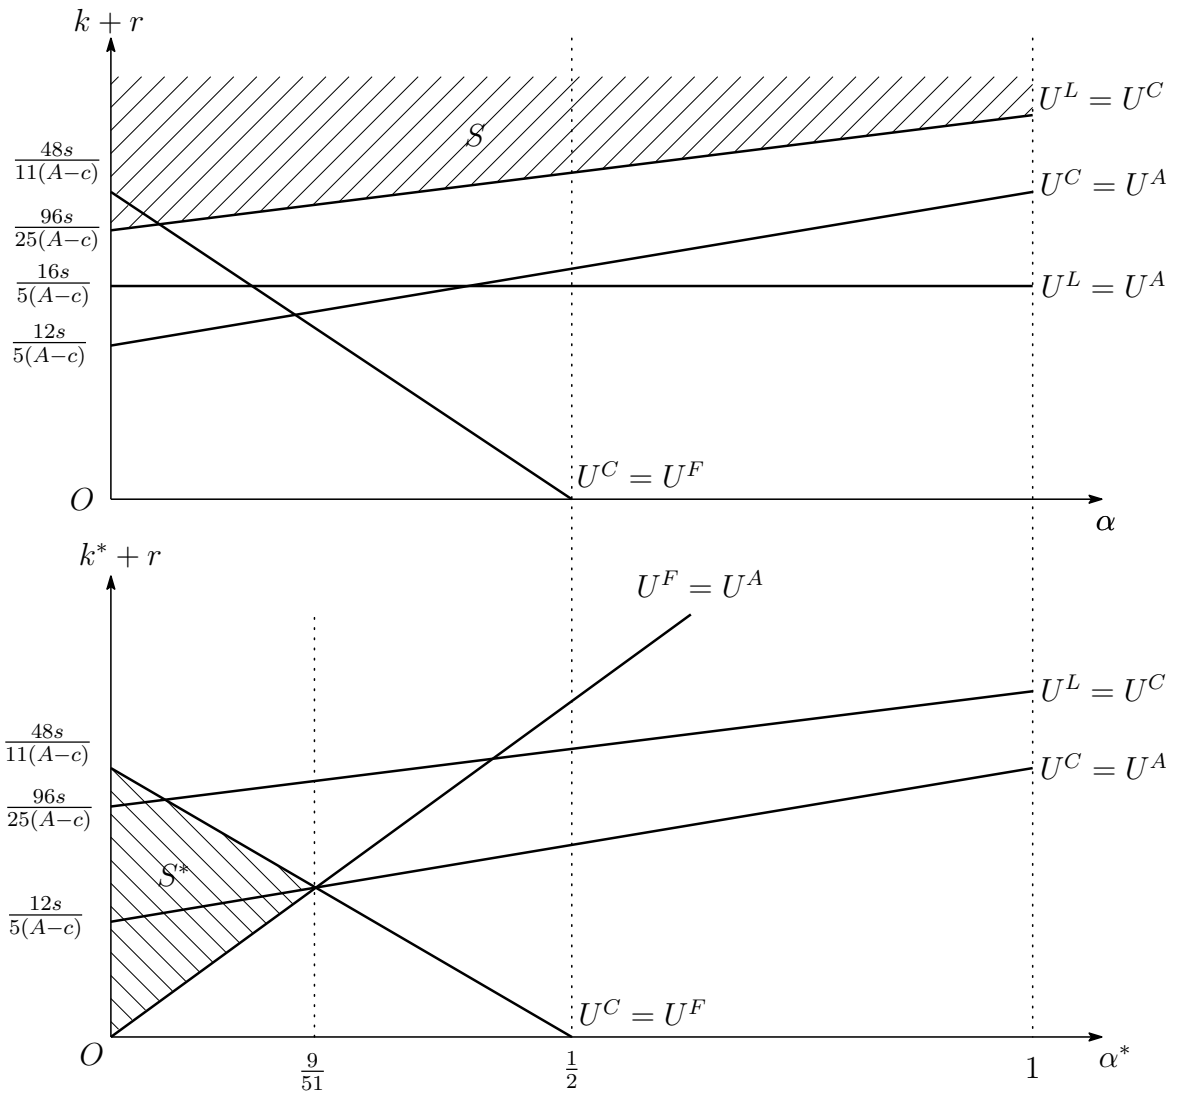 k + r
U^L = U^C
S
48s/11(A−c)
U^C = U^A
96s/25(A−c)
16s/5(A−c)
U^L = U^A
12s/5(A−c)
U^C = U^F
O
α
k* + r
U^F = U^A
U^L = U^C
48s/11(A−c)
U^C = U^A
96s/25(A−c)
S*
12s/5(A−c)
U^C = U^F
O
9/51
1/2
1
α*